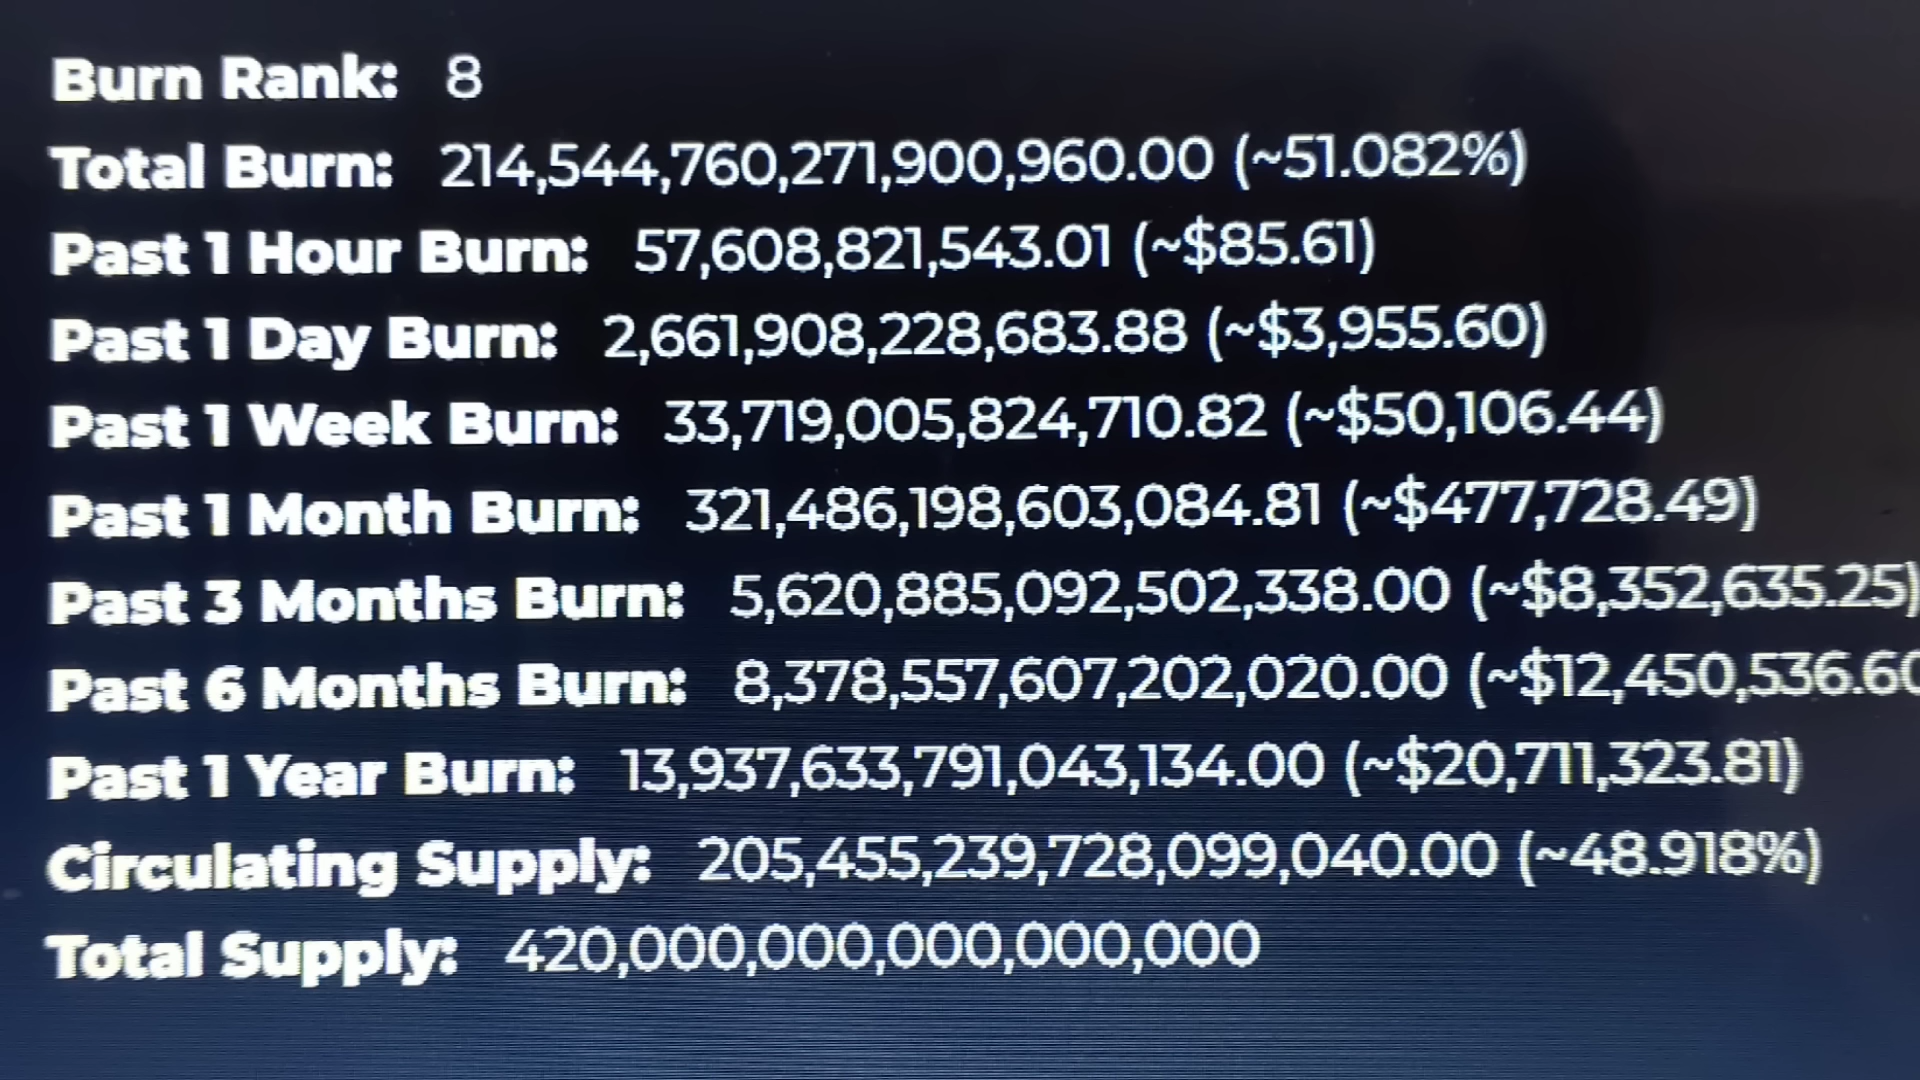 Burn Rank: 8
Total Burn: 214,544,760,271,900,960.00 (~51.082%)
Past 1 Hour Burn: 57,608,821,543.01 (~$85.61)
Past 1 Day Burn: 2,661,908,228,683.88 (~$3,955.60)
Past 1 Week Burn: 33,719,005,824,710.82 (~$50,106.44)
Past 1 Month Burn: 321,486,198,603,084.81 (~$477,728.49)
Past 3 Months Burn: 5,620,885,092,502,338.00 (~$8,352,635.25)
Past 6 Months Burn: 8,378,557,607,202,020.00 (~$12,450,536.60
Past 1 Year Burn: 13,937,633,791,043,134.00 (~$20,711,323.81)
Circulating Supply: 205,455,239,728,099,040.00 (~48.918%)
Total Supply: 420,000,000,000,000,000